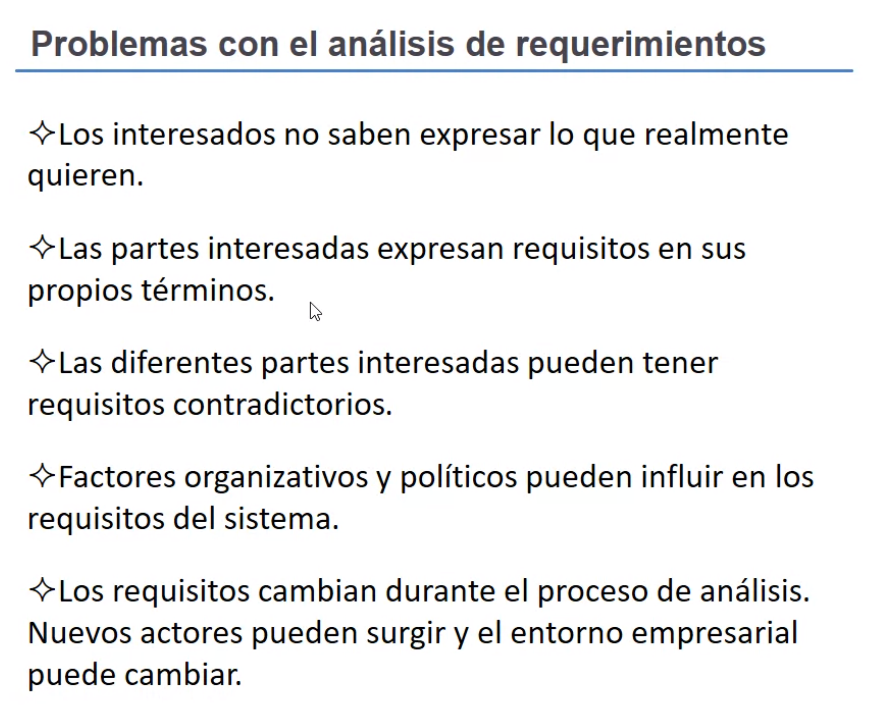 Problemas con el análisis de requerimientos
✧Los interesados no saben expresar lo que realmente
quieren.
✧Las partes interesadas expresan requisitos en sus
propios términos.
✧Las diferentes partes interesadas pueden tener
requisitos contradictorios.
✧Factores organizativos y políticos pueden influir en los
requisitos del sistema.
✧Los requisitos cambian durante el proceso de análisis.
Nuevos actores pueden surgir y el entorno empresarial
puede cambiar.